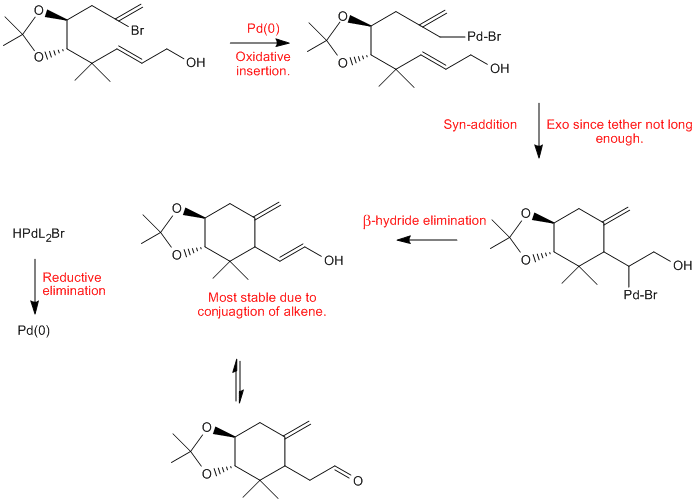 O
Br
O
OH
Pd(0)
Oxidative
insertion.
O
Pd-Br
O
OH
Syn-addition
Exo since tether not long
enough.
HPdL2Br
Reductive
elimination
Pd(0)
O
O
OH
Most stable due to
conjuagtion of alkene.
β-hydride elimination
O
O
OH
Pd-Br
O
O
O